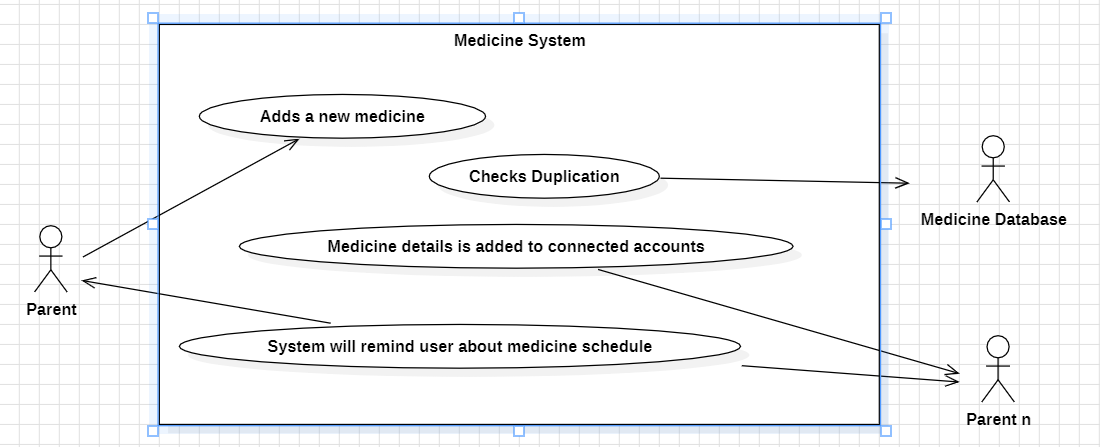 Medicine System
Adds a new medicine
Checks Duplication
Medicine Database
Medicine details is added to connected accounts
Parent
System will remind user about medicine schedule
Parent n